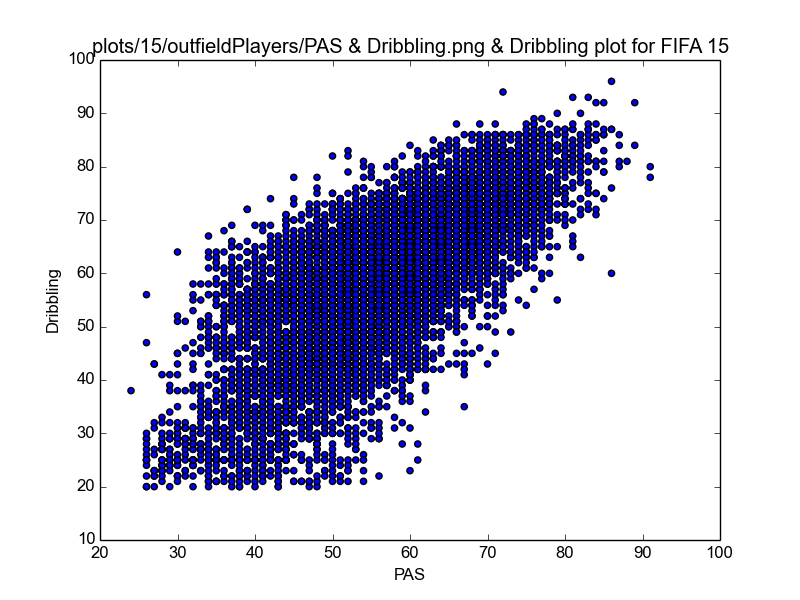 plots/15/outfieldPlayers/PAS & Dribbling.png & Dribbling plot for FIFA 15
100
90
80
70
60
50
40
30
20
10
Dribbling
20 30 40 50 60 70 80 90 100
PAS